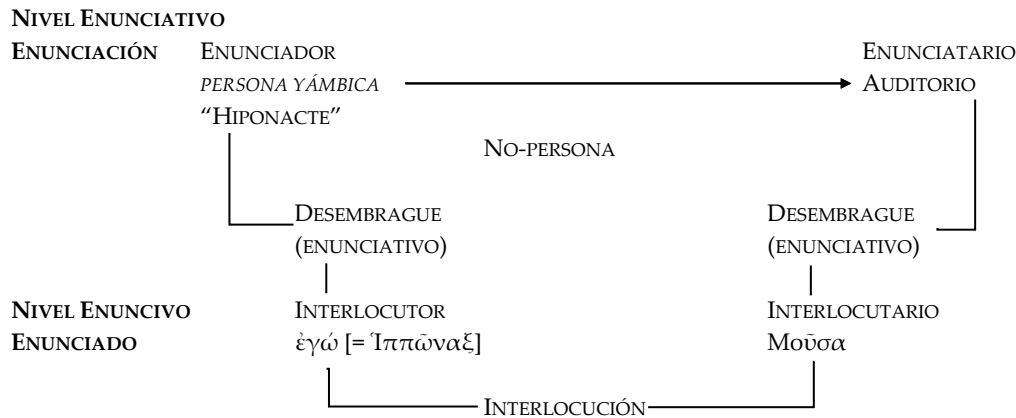 NIVEL ENUNCIATIVO
ENUNCIACIÓN ENUNCIADOR ENUNCIATARIO
PERSONA YÁMBICA AUDITORIO
“HIPONACTE”
NO-PERSONA
DESEMBRAGUE DESEMBRAGUE
(ENUNCIATIVO) (ENUNCIATIVO)
NIVEL ENUNCIVO INTERLOCUTOR INTERLOCUTARIO
ENUNCIADO ἐγώ [= Ἱππῶναξ] Μοῦσα
INTERLOCUCIÓN